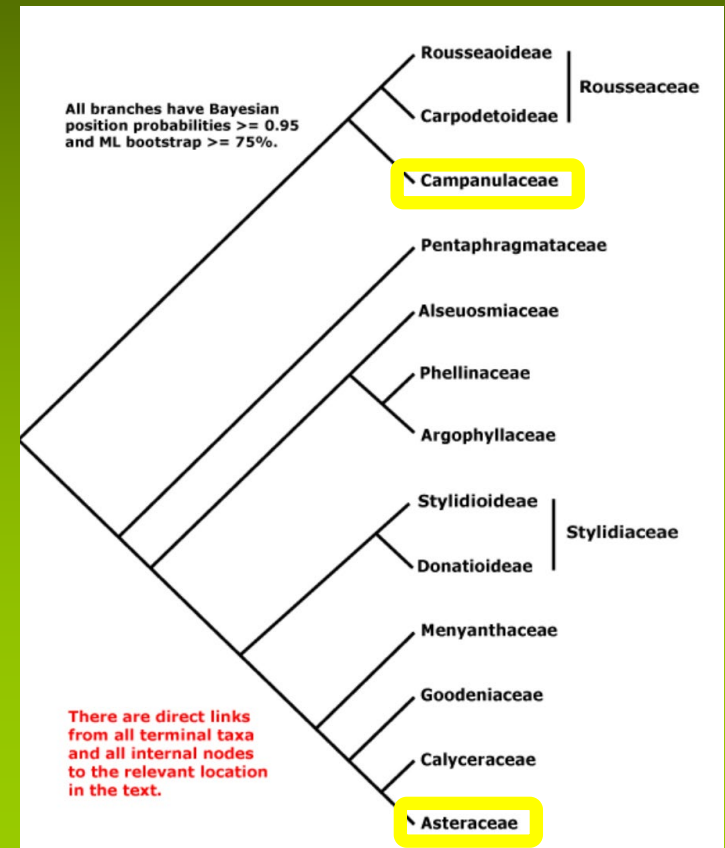 Rousseaoideae
Rousseaceae
All branches have Bayesian
position probabilities >= 0.95
and ML bootstrap >= 75%.
Carpodetoideae
Campanulaceae
Pentaphragmataceae
Alseuosmiaceae
Phellinaceae
Argophyllaceae
Stylidioideae
Stylidiaceae
Donatioideae
Menyanthaceae
Goodeniaceae
There are direct links
from all terminal taxa
and all internal nodes
to the relevant location
in the text.
Calyceraceae
Asteraceae